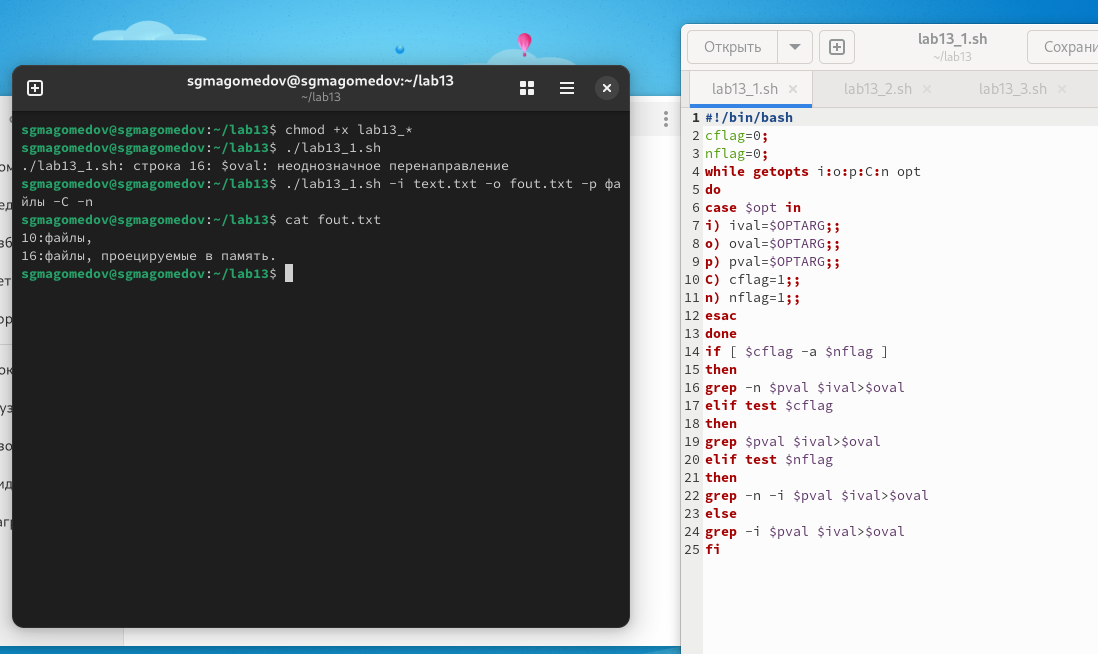 sgmagomedov@sgmagomedov:~/lab13
~/lab13
sgmagomedov@sgmagomedov:~/lab13$ chmod +x lab13_*
sgmagomedov@sgmagomedov:~/lab13$ ./lab13_1.sh
./lab13_1.sh: строка 16: $oval: неоднозначное перенаправление
sgmagomedov@sgmagomedov:~/lab13$ ./lab13_1.sh -i text.txt -o fout.txt -p фа
йлы -C -n
sgmagomedov@sgmagomedov:~/lab13$ cat fout.txt
10:файлы,
16:файлы, проецируемые в память.
sgmagomedov@sgmagomedov:~/lab13$
Открыть
lab13_1.sh
~/lab13
Сохрани
lab13_1.sh × lab13_2.sh × lab13_3.sh ×
1 #!/bin/bash
2 cflag=0;
3 nflag=0;
4 while getopts i:o:p:C:n opt
5 do
6 case $opt in
7 i) ival=$OPTARG;;
8 o) oval=$OPTARG;;
9 p) pval=$OPTARG;;
10 C) cflag=1;;
11 n) nflag=1;;
12 esac
13 done
14 if [ $cflag -a $nflag ]
15 then
16 grep -n $pval $ival>$oval
17 elif test $cflag
18 then
19 grep $pval $ival>$oval
20 elif test $nflag
21 then
22 grep -n -i $pval $ival>$oval
23 else
24 grep -i $pval $ival>$oval
25 fi